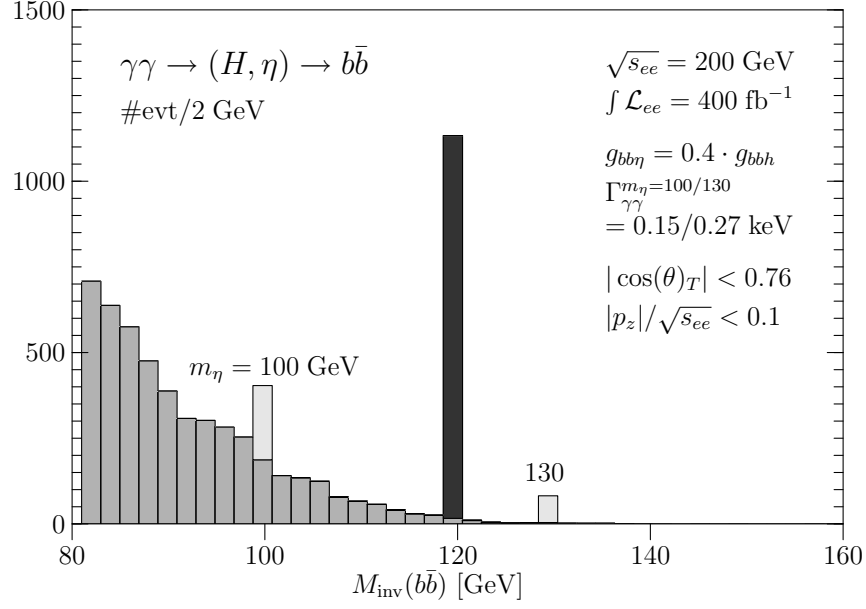 1500
1000
500
0
γγ → (H, η) → bb̄
#evt/2 GeV
√s_ee = 200 GeV
∫ ℒ_ee = 400 fb⁻¹
g_bbη = 0.4 · g_bbh
Γ_γγ^{m_η=100/130}
= 0.15/0.27 keV
| cos(θ)_T| < 0.76
|p_z|/√s_ee < 0.1
m_η = 100 GeV
130
80 100 120 140 160
M_inv(bb̄) [GeV]